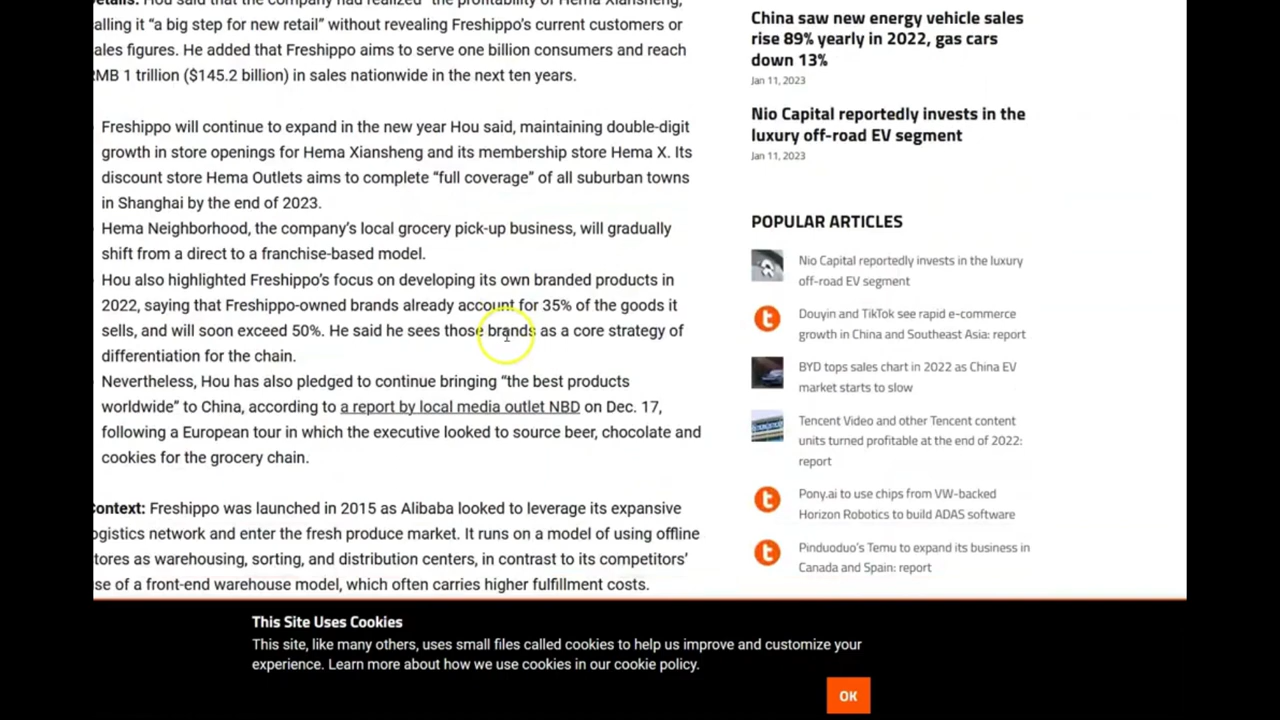 Details: Hou said that the company had realized “the profitability of Hema Xiansheng,
alling it “a big step for new retail” without revealing Freshippo’s current customers or
ales figures. He added that Freshippo aims to serve one billion consumers and reach
RMB 1 trillion ($145.2 billion) in sales nationwide in the next ten years.
Freshippo will continue to expand in the new year Hou said, maintaining double-digit
growth in store openings for Hema Xiansheng and its membership store Hema X. Its
discount store Hema Outlets aims to complete “full coverage” of all suburban towns
in Shanghai by the end of 2023.
Hema Neighborhood, the company’s local grocery pick-up business, will gradually
shift from a direct to a franchise-based model.
Hou also highlighted Freshippo’s focus on developing its own branded products in
2022, saying that Freshippo-owned brands already account for 35% of the goods it
sells, and will soon exceed 50%. He said he sees those brands as a core strategy of
differentiation for the chain.
Nevertheless, Hou has also pledged to continue bringing “the best products
worldwide” to China, according to a report by local media outlet NBD on Dec. 17,
following a European tour in which the executive looked to source beer, chocolate and
cookies for the grocery chain.
Context: Freshippo was launched in 2015 as Alibaba looked to leverage its expansive
ogistics network and enter the fresh produce market. It runs on a model of using offline
tores as warehousing, sorting, and distribution centers, in contrast to its competitors’
se of a front-end warehouse model, which often carries higher fulfillment costs.
China saw new energy vehicle sales
rise 89% yearly in 2022, gas cars
down 13%
Jan 11, 2023
Nio Capital reportedly invests in the
luxury off-road EV segment
Jan 11, 2023
POPULAR ARTICLES
Nio Capital reportedly invests in the luxury
off-road EV segment
Douyin and TikTok see rapid e-commerce
growth in China and Southeast Asia: report
BYD tops sales chart in 2022 as China EV
market starts to slow
Tencent Video and other Tencent content
units turned profitable at the end of 2022:
report
Pony.ai to use chips from VW-backed
Horizon Robotics to build ADAS software
Pinduoduo’s Temu to expand its business in
Canada and Spain: report
This Site Uses Cookies
This site, like many others, uses small files called cookies to help us improve and customize your
experience. Learn more about how we use cookies in our cookie policy.
OK